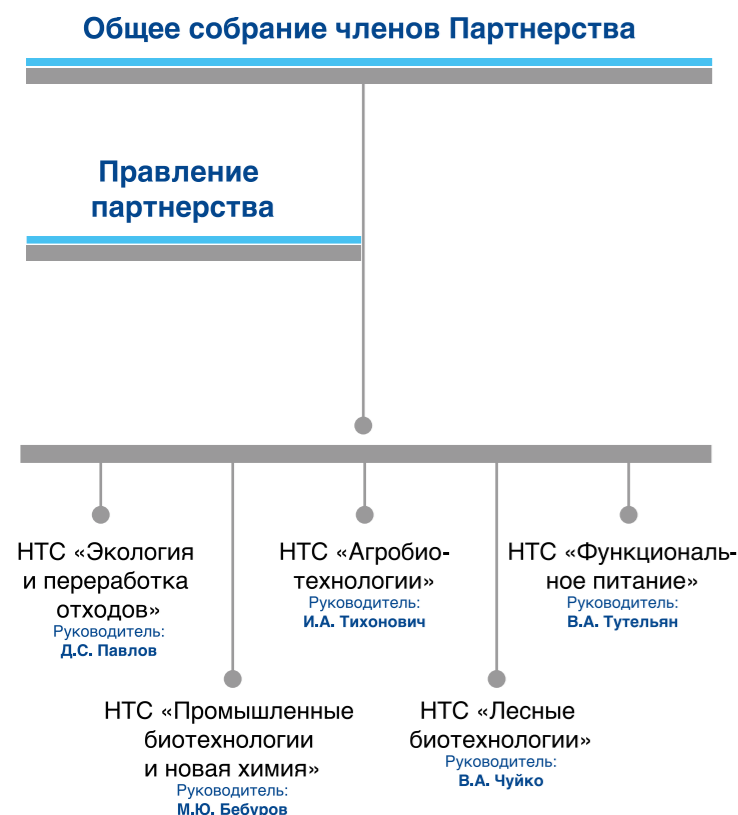 Общее собрание членов Партнерства
Правление
партнерства
НТС «Экология
и переработка
отходов»
Руководитель:
Д.С. Павлов
НТС «Агробио-
технологии»
Руководитель:
И.А. Тихонович
НТС «Функциональ-
ное питание»
Руководитель:
В.А. Тутельян
НТС «Промышленные
биотехнологии
и новая химия»
Руководитель:
М.Ю. Бебуров
НТС «Лесные
биотехнологии»
Руководитель:
В.А. Чуйко